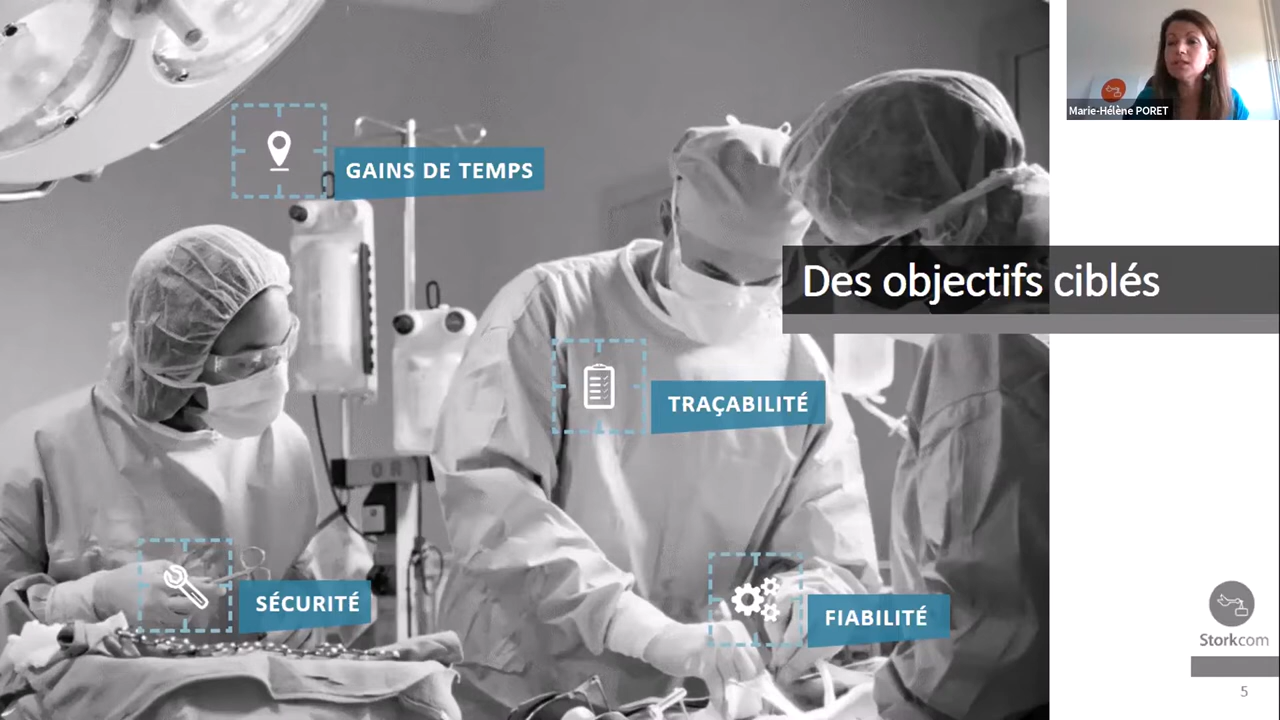 Marie-Hélène PORET
GAINS DE TEMPS
Des objectifs ciblés
TRAÇABILITÉ
SÉCURITÉ
FIABILITÉ
Storkcom
5